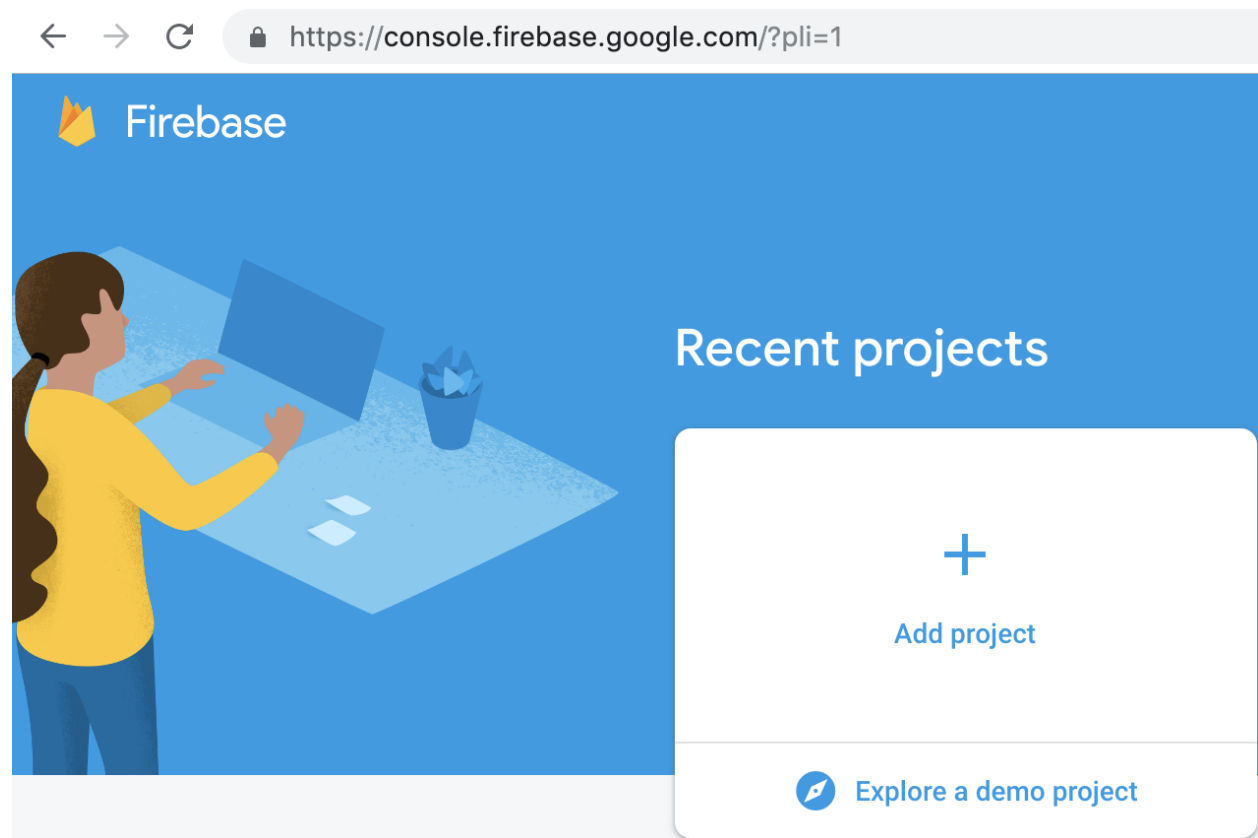 https://console.firebase.google.com/?pli=1
Firebase
Recent projects
Add project
Explore a demo project